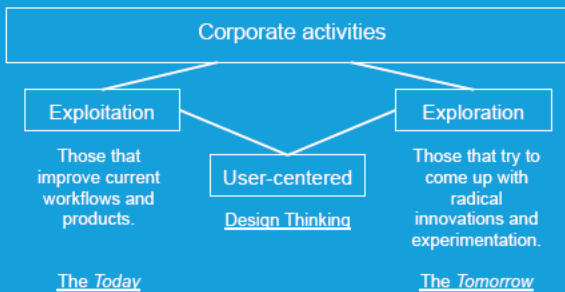 Corporate activities
Exploitation
Exploration
Those that
improve current
workflows and
products.
User-centered
Design Thinking
Those that try to
come up with
radical
innovations and
experimentation.
The Today
The Tomorrow